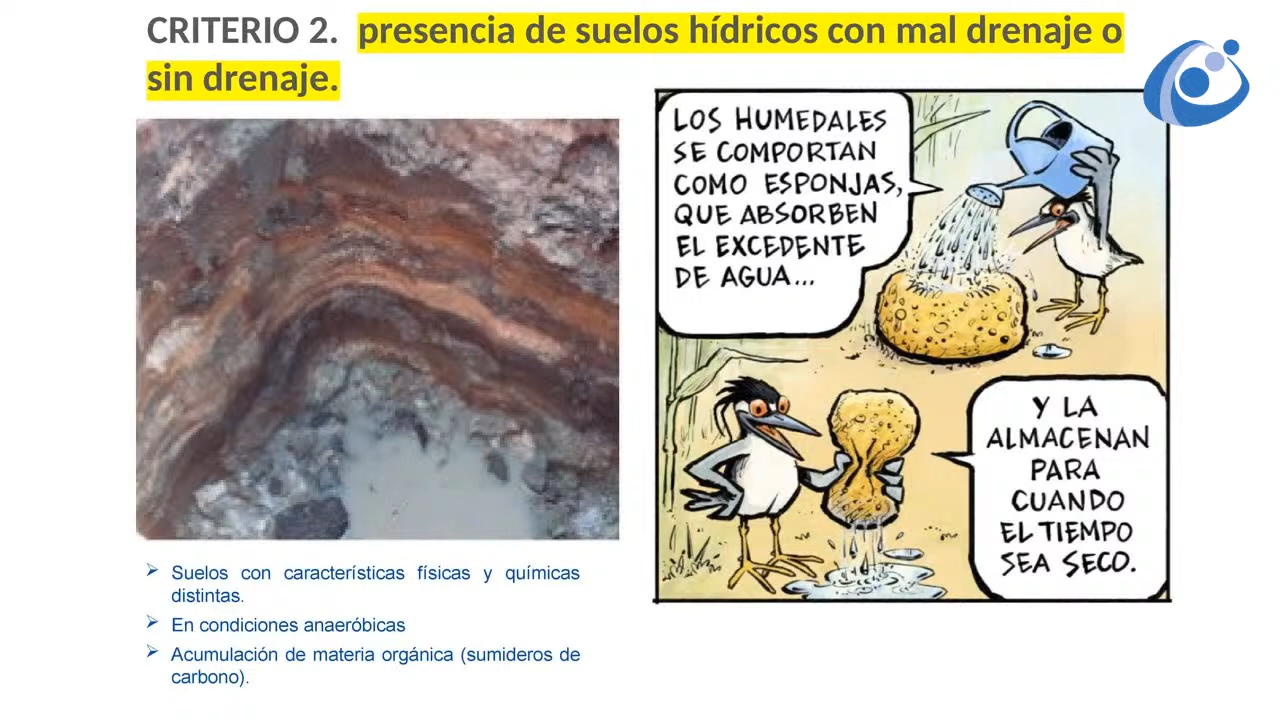 CRITERIO 2. presencia de suelos hídricos con mal drenaje o
sin drenaje.
LOS HUMEDALES
SE COMPORTAN
COMO ESPONJAS,
QUE ABSORBEN
EL EXCEDENTE
DE AGUA...
Y LA
ALMACENAN
PARA
CUANDO
EL TIEMPO
SEA SECO.
Suelos con características físicas y químicas
distintas.
En condiciones anaeróbicas
Acumulación de materia orgánica (sumideros de
carbono).